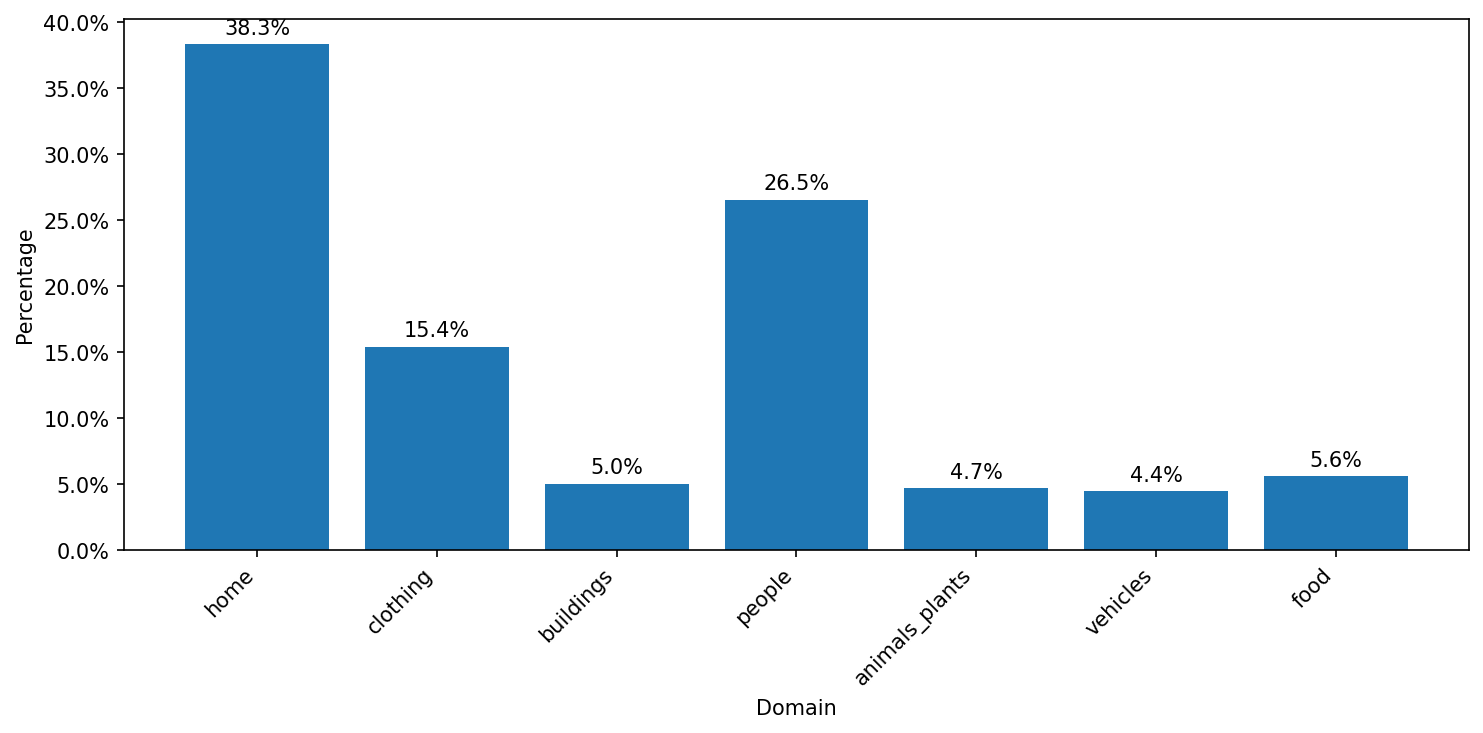 40.0%
35.0%
30.0%
25.0%
20.0%
15.0%
10.0%
5.0%
0.0%
Percentage
38.3%
15.4%
5.0%
26.5%
4.7%
4.4%
5.6%
home
clothing
buildings
people
animals_plants
vehicles
food
Domain